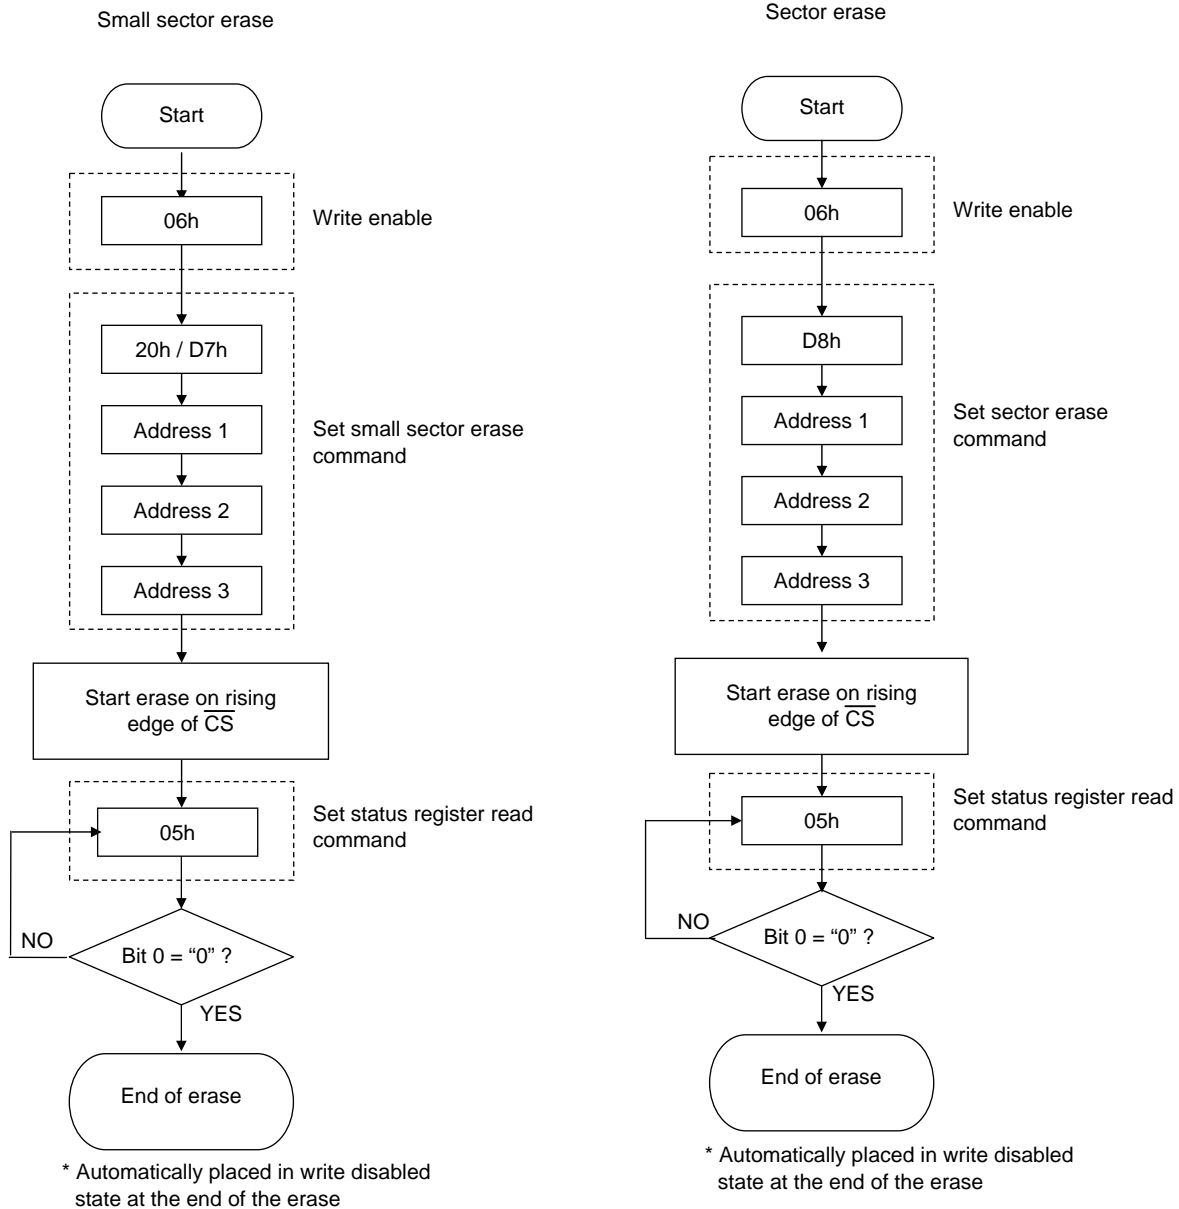 Small sector erase
Start
06h
Write enable
20h / D7h
Address 1
Set small sector erase
command
Address 2
Address 3
Start erase on rising
edge of C̅S̅
05h
Set status register read
command
NO
Bit 0 = “0” ?
YES
End of erase
* Automatically placed in write disabled
state at the end of the erase
Sector erase
Start
06h
Write enable
D8h
Address 1
Set sector erase
command
Address 2
Address 3
Start erase on rising
edge of C̅S̅
05h
Set status register read
command
NO
Bit 0 = “0” ?
YES
End of erase
* Automatically placed in write disabled
state at the end of the erase